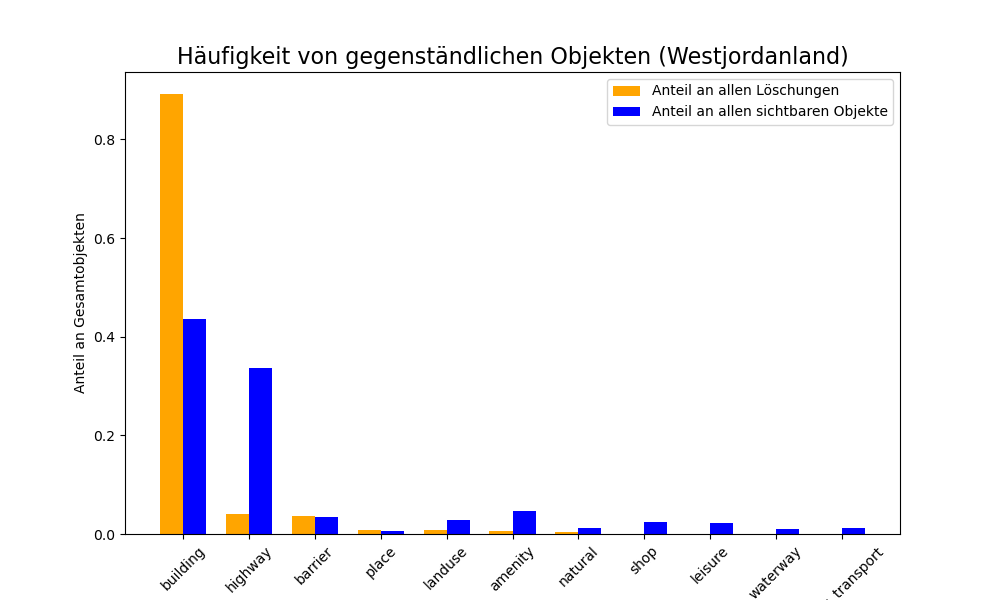 Häufigkeit von gegenständlichen Objekten (Westjordanland)
Anteil an allen Löschungen
Anteil an allen sichtbaren Objekte
Anteil an Gesamtobjekten
0.8
0.6
0.4
0.2
0.0
building
highway
barrier
place
landuse
amenity
natural
shop
leisure
waterway
transport